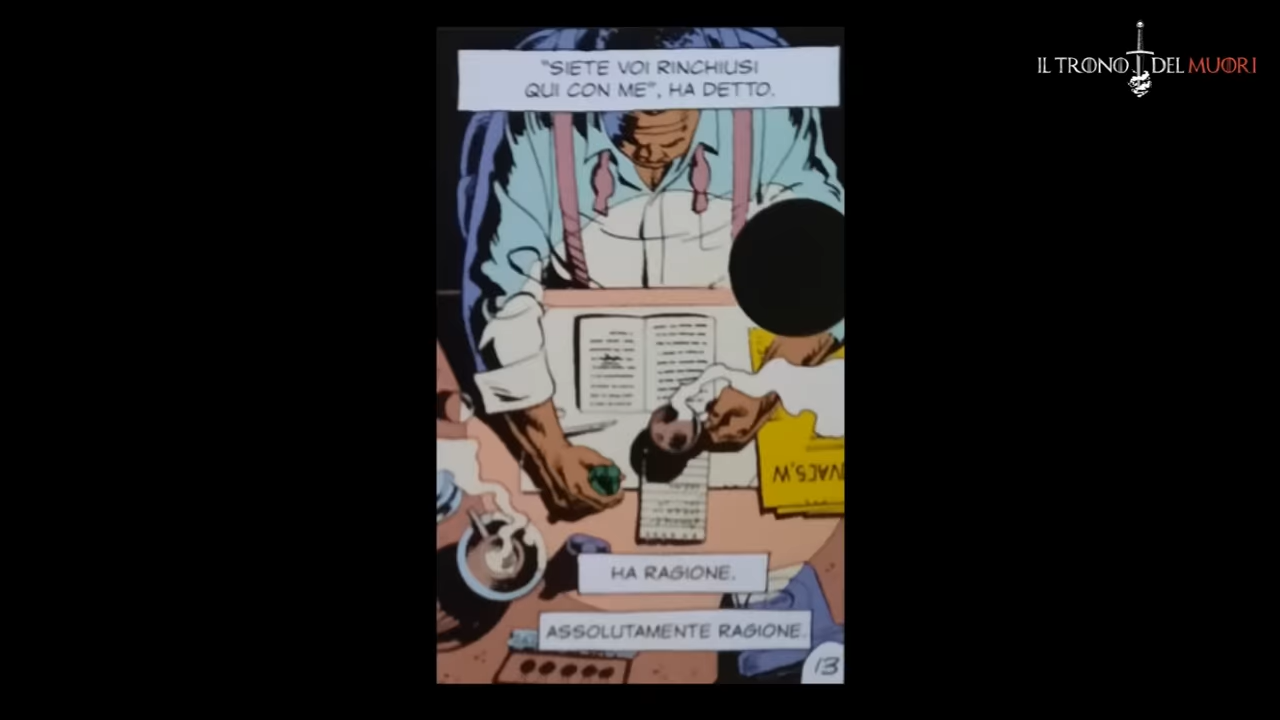 "SIETE VOI RINCHIUSI
QUI CON ME", HA DETTO.
IL TRONO DEL MUORI
HA RAGIONE.
ASSOLUTAMENTE RAGIONE.
13